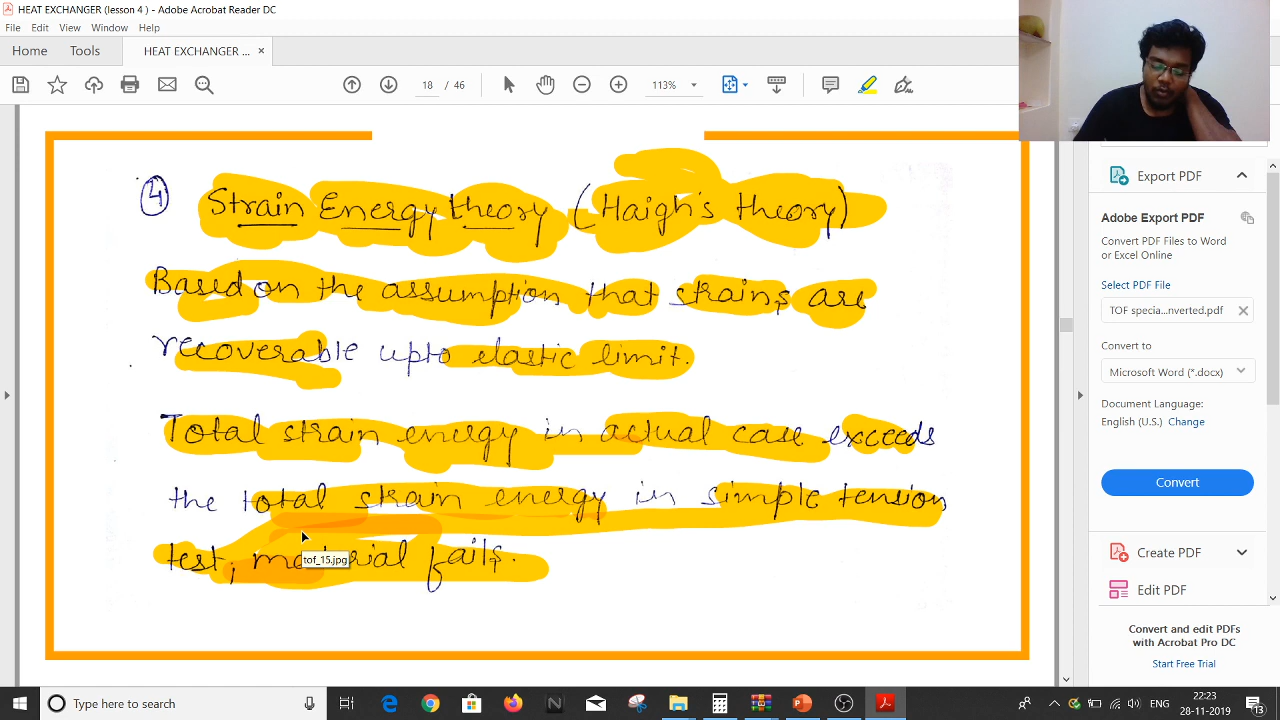 HEAT EXCHANGER (lesson 4 ) - Adobe Acrobat Reader DC
File Edit View Window Help
Home Tools HEAT EXCHANGER ... ×
18 / 46 113%
④ Strain Energy theory (Haigh's theory)
Based on the assumption that strains are
recoverable upto elastic limit.
Total strain energy in actual case exceeds
the total strain energy in simple tension
test, material fails.
tof_15.jpg
Export PDF
Adobe Export PDF
Convert PDF Files to Word
or Excel Online
Select PDF File
TOF specia...nverted.pdf
Convert to
Microsoft Word (*.docx)
Document Language:
English (U.S.) Change
Convert
Create PDF
Edit PDF
Convert and edit PDFs
with Acrobat Pro DC
Start Free Trial
Type here to search
ENG
22:23
28-11-2019
13